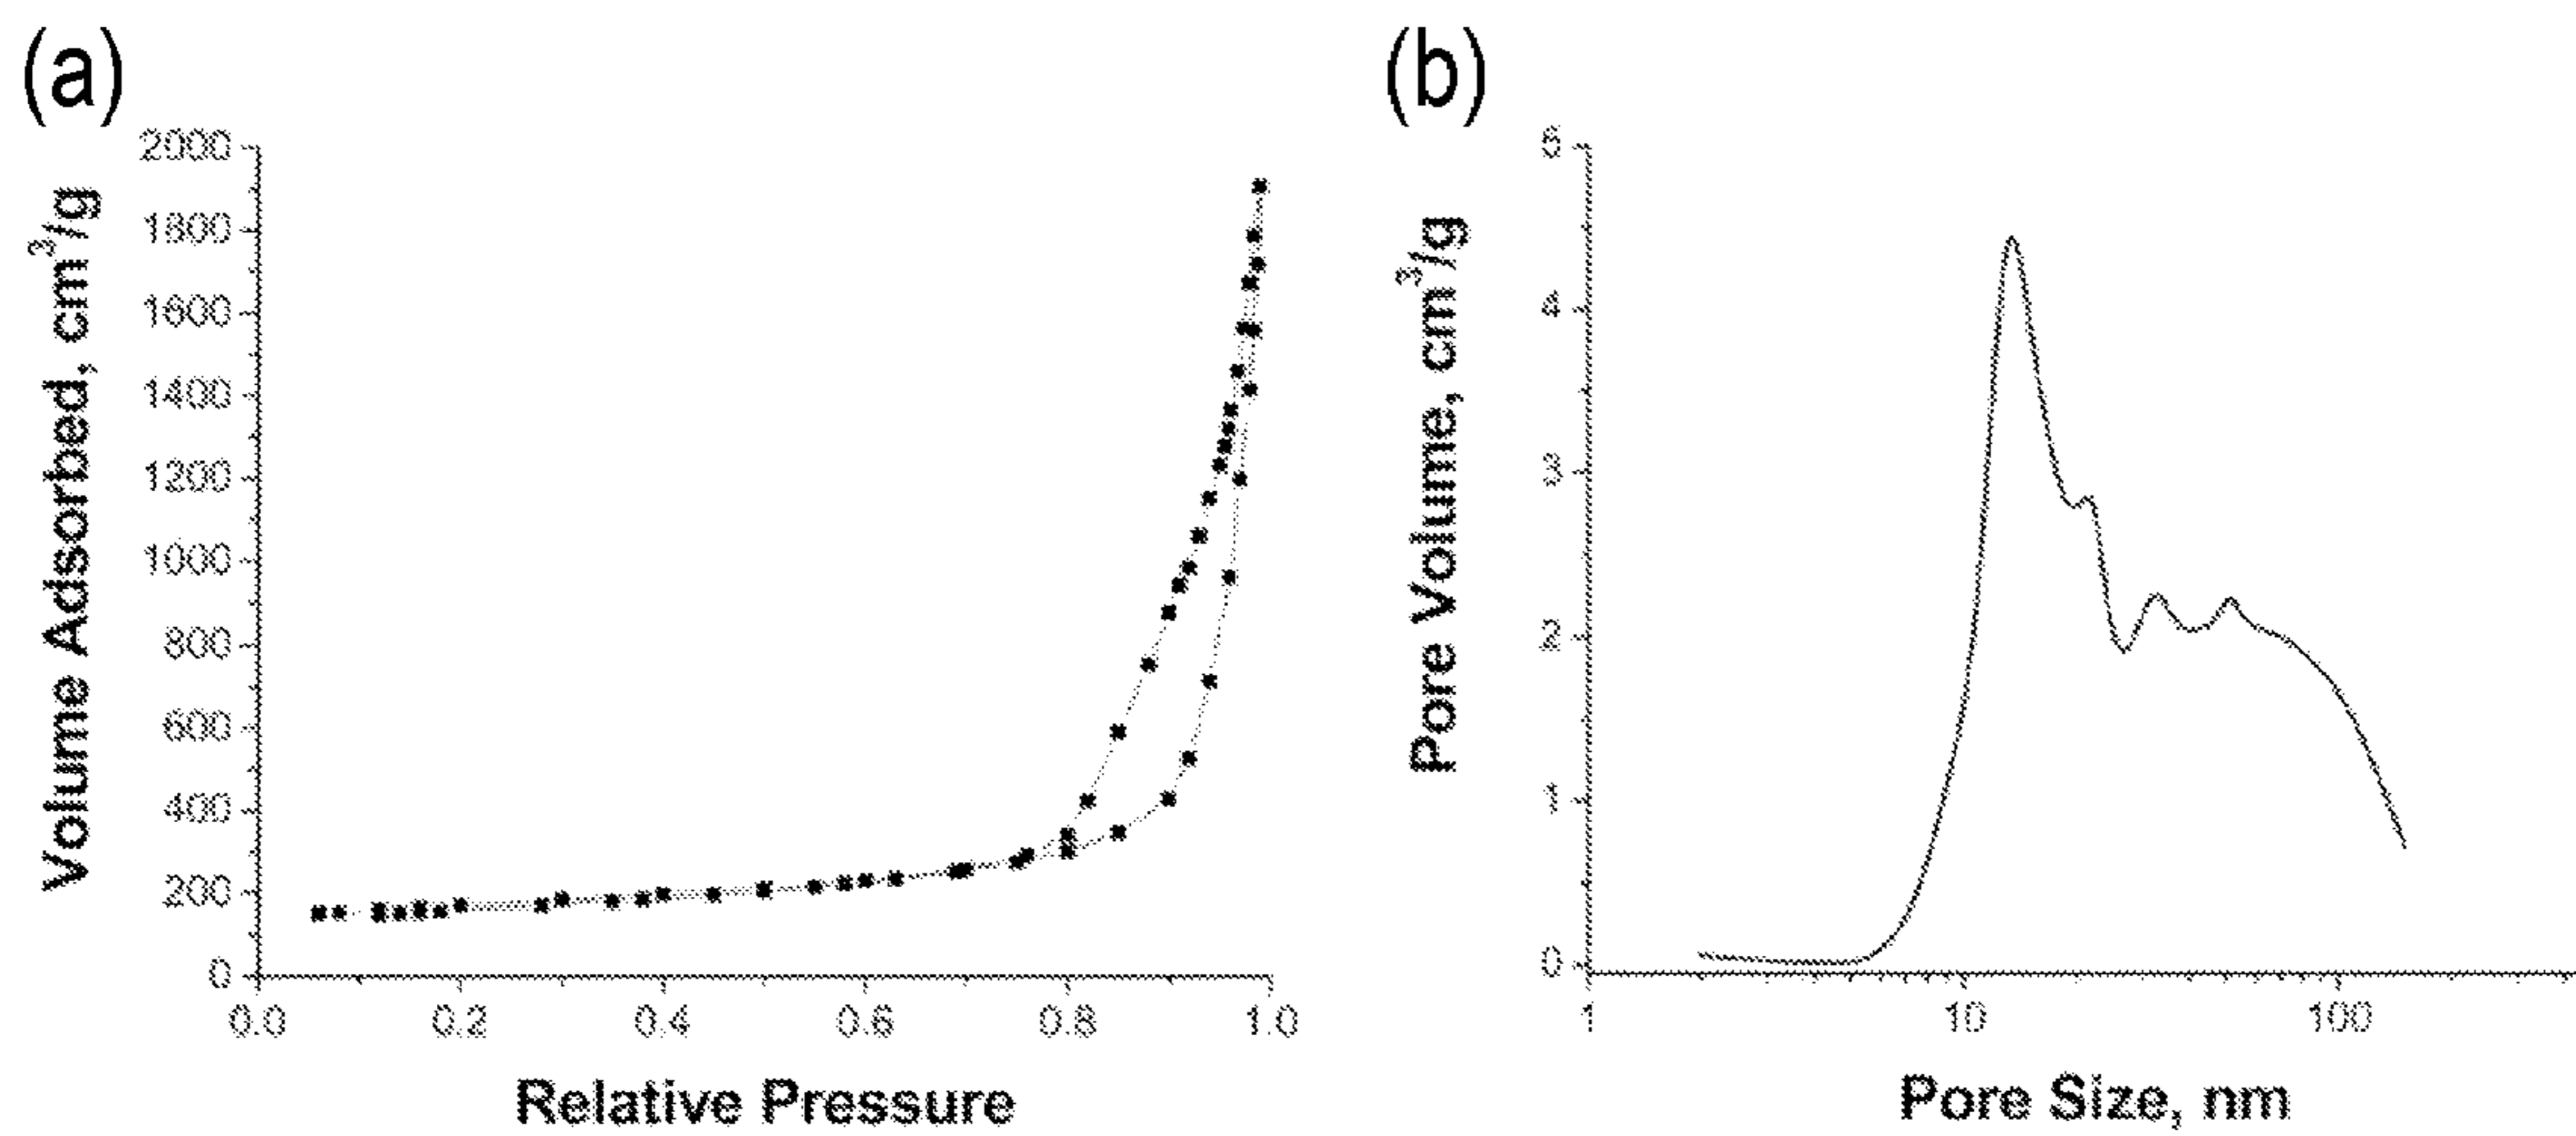 (a)
2000
1800
1600
1400
1200
1000
800
600
400
200
0
0.0 0.2 0.4 0.6 0.8 1.0
Volume Adsorbed, cm³/g
Relative Pressure
(b)
5
4
3
2
1
0
1 10 100
Pore Volume, cm³/g
Pore Size, nm